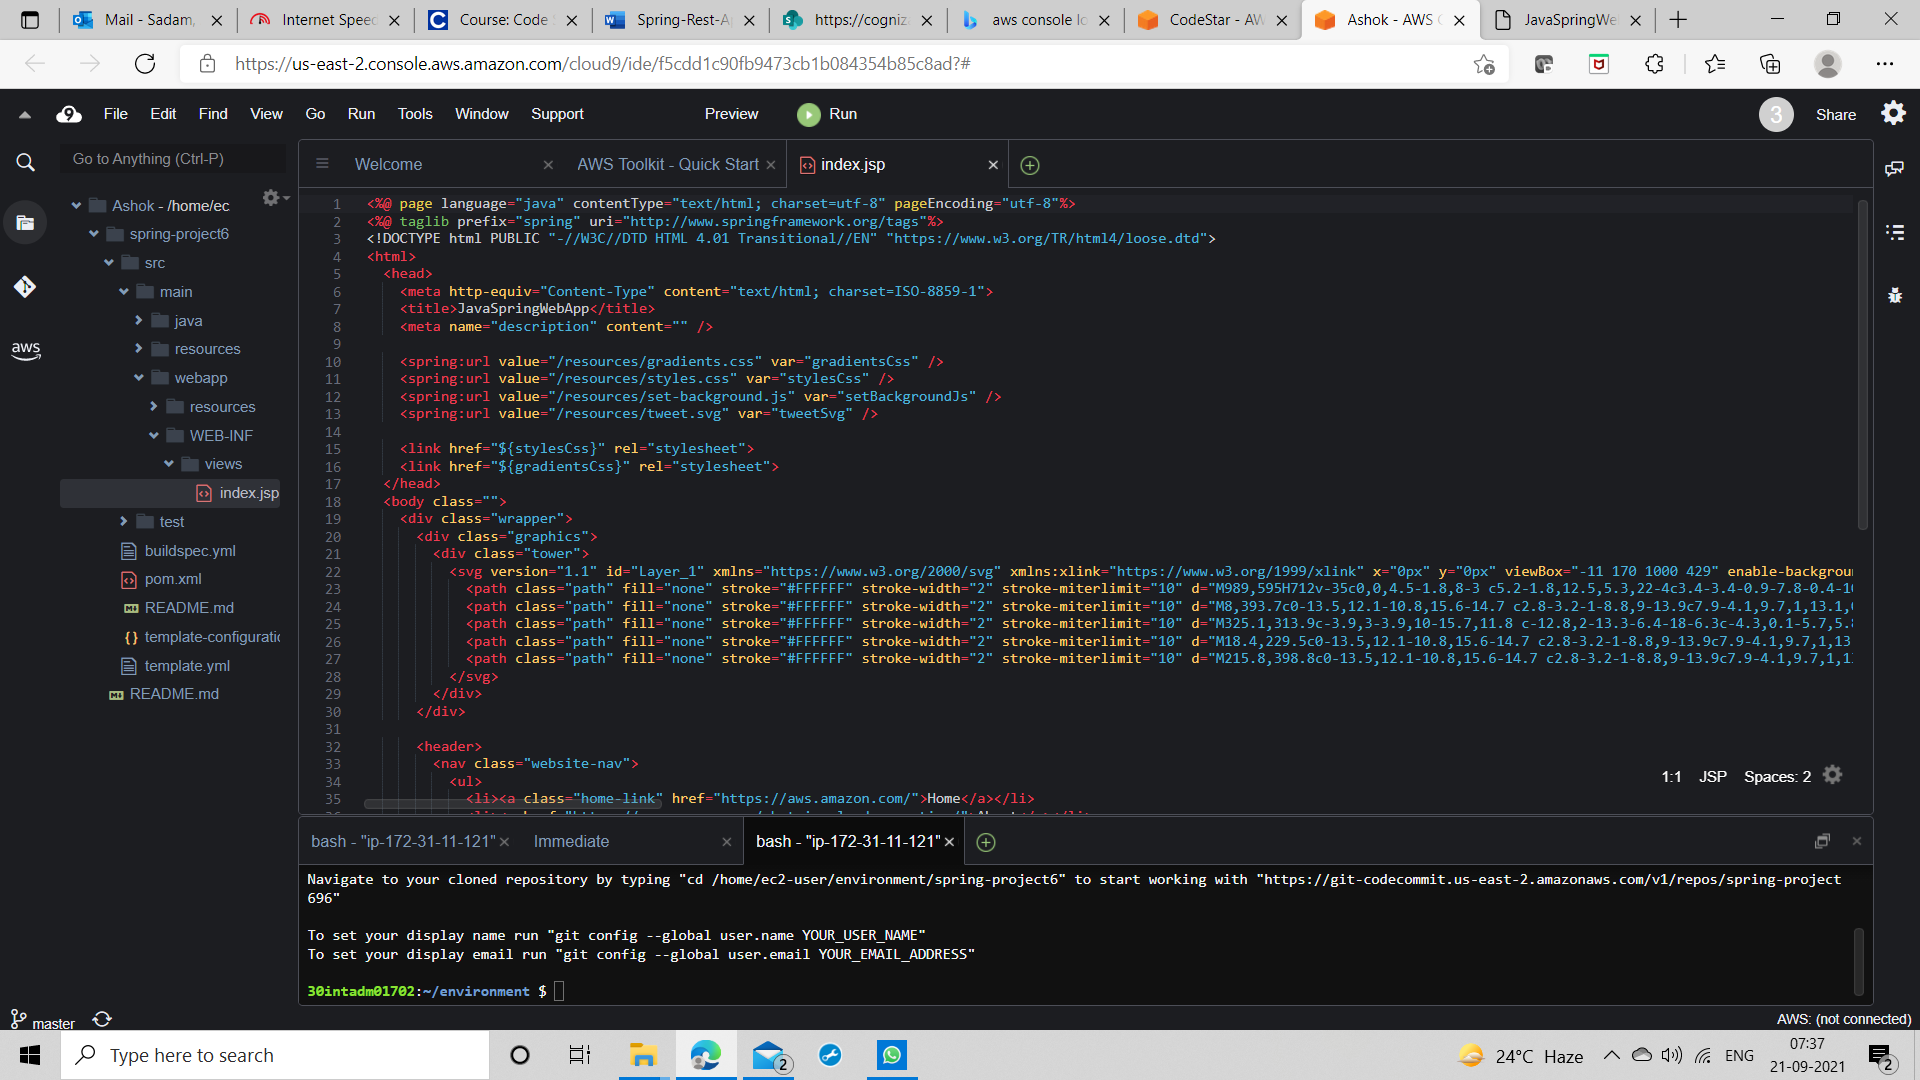 Mail - Sadam,
Internet Speed
Course: Code
Spring-Rest-A
https://cogniz
aws console lo
CodeStar - AW
Ashok - AWS C
JavaSpringWe
https://us-east-2.console.aws.amazon.com/cloud9/ide/f5cdd1c90fb9473cb1b084354b85c8ad?#
9 File Edit Find View Go Run Tools Window Support Preview Run 3 Share
Go to Anything (Ctrl-P)
Welcome
AWS Toolkit - Quick Start
index.jsp
aws
Ashok - /home/ec
spring-project6
src
main
java
resources
webapp
resources
WEB-INF
views
index.jsp
test
buildspec.yml
pom.xml
README.md
template-configuratio
template.yml
README.md
1 <%@ page language="java" contentType="text/html; charset=utf-8" pageEncoding="utf-8"%>
2 <%@ taglib prefix="spring" uri="http://www.springframework.org/tags"%>
3 <!DOCTYPE html PUBLIC "-//W3C//DTD HTML 4.01 Transitional//EN" "https://www.w3.org/TR/html4/loose.dtd">
4 <html>
5 <head>
6 <meta http-equiv="Content-Type" content="text/html; charset=ISO-8859-1">
7 <title>JavaSpringWebApp</title>
8 <meta name="description" content="" />
9
10 <spring:url value="/resources/gradients.css" var="gradientsCss" />
11 <spring:url value="/resources/styles.css" var="stylesCss" />
12 <spring:url value="/resources/set-background.js" var="setBackgroundJs" />
13 <spring:url value="/resources/tweet.svg" var="tweetSvg" />
14
15 <link href="${stylesCss}" rel="stylesheet">
16 <link href="${gradientsCss}" rel="stylesheet">
17 </head>
18 <body class="">
19 <div class="wrapper">
20 <div class="graphics">
21 <div class="tower">
22 <svg version="1.1" id="Layer_1" xmlns="https://www.w3.org/2000/svg" xmlns:xlink="https://www.w3.org/1999/xlink" x="0px" y="0px" viewBox="-11 170 1000 429" enable-backgroun
23 <path class="path" fill="none" stroke="#FFFFFF" stroke-width="2" stroke-miterlimit="10" d="M989,595H712v-35c0,0,4.5-1.8,8-3 c5.2-1.8,12.5,5.3,22-4c3.4-3.4-0.9-7.8-0.4-10
24 <path class="path" fill="none" stroke="#FFFFFF" stroke-width="2" stroke-miterlimit="10" d="M8,393.7c0-13.5,12.1-10.8,15.6-14.7 c2.8-3.2-1-8.8,9-13.9c7.9-4.1,9.7,1,13.1,
25 <path class="path" fill="none" stroke="#FFFFFF" stroke-width="2" stroke-miterlimit="10" d="M325.1,313.9c-3.9,3-3.9,10-15.7,11.8 c-12.8,2-13.3-6.4-18-6.3c-4.3,0.1-5.7,5.8
26 <path class="path" fill="none" stroke="#FFFFFF" stroke-width="2" stroke-miterlimit="10" d="M18.4,229.5c0-13.5,12.1-10.8,15.6-14.7 c2.8-3.2-1-8.8,9-13.9c7.9-4.1,9.7,1,13.
27 <path class="path" fill="none" stroke="#FFFFFF" stroke-width="2" stroke-miterlimit="10" d="M215.8,398.8c0-13.5,12.1-10.8,15.6-14.7 c2.8-3.2-1-8.8,9-13.9c7.9-4.1,9.7,1,1
28 </svg>
29 </div>
30 </div>
31
32 <header>
33 <nav class="website-nav">
34 <ul>
35 <li><a class="home-link" href="https://aws.amazon.com/">Home</a></li>
1:1 JSP Spaces: 2
bash - "ip-172-31-11-121"
Immediate
bash - "ip-172-31-11-121"
Navigate to your cloned repository by typing "cd /home/ec2-user/environment/spring-project6" to start working with "https://git-codecommit.us-east-2.amazonaws.com/v1/repos/spring-project
696"
To set your display name run "git config --global user.name YOUR_USER_NAME"
To set your display email run "git config --global user.email YOUR_EMAIL_ADDRESS"
30intadm01702:~/environment $
master
AWS: (not connected)
Type here to search
2
24°C Haze
ENG
07:37
21-09-2021
2